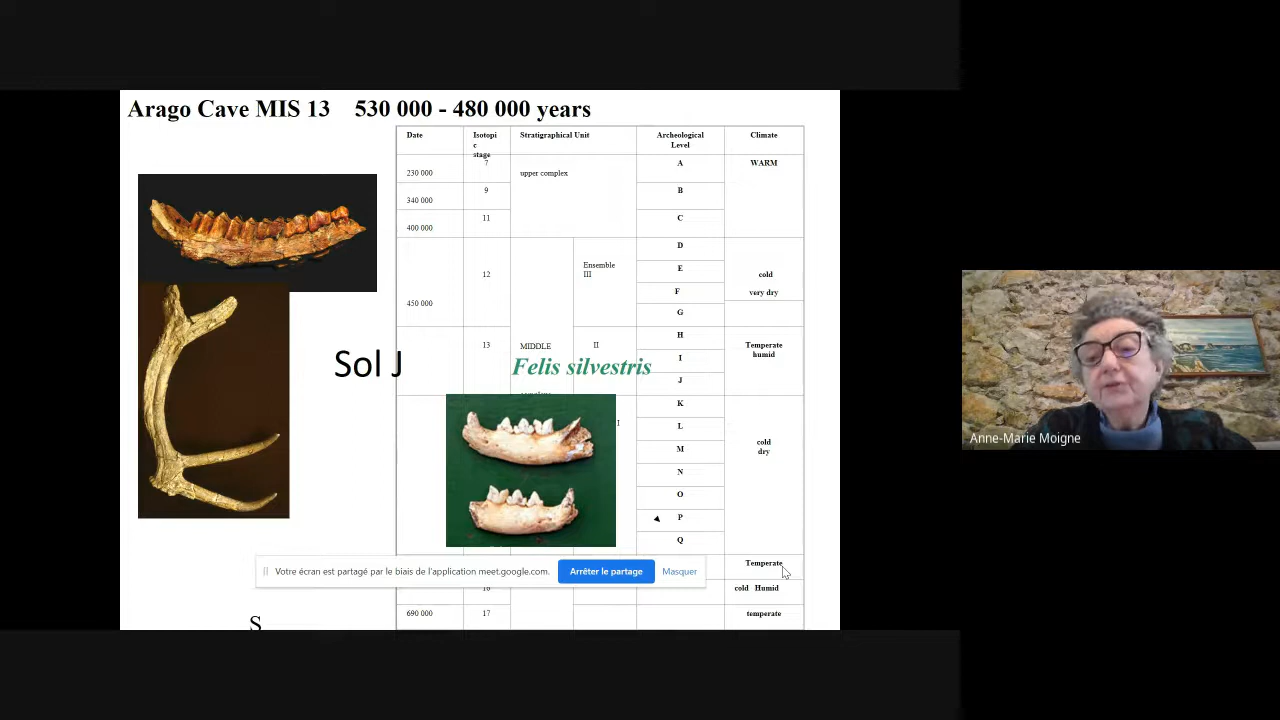 Arago Cave MIS 13 530 000 - 480 000 years
Date
Isotopi
c
stage
Stratigraphical Unit
Archeological
Level
Climate
7
A
WARM
230 000
upper complex
9
B
340 000
11
C
400 000
D
Ensemble
III
E
12
cold
F
very dry
450 000
G
H
13
MIDDLE
II
Temperate
humid
I
Sol J
Felis silvestris
J
K
I
L
cold
dry
M
N
O
P
Q
Temperate
Votre écran est partagé par le biais de l'application meet.google.com.
Arrêter le partage
Masquer
cold Humid
690 000
17
temperate
S
Anne-Marie Moigne